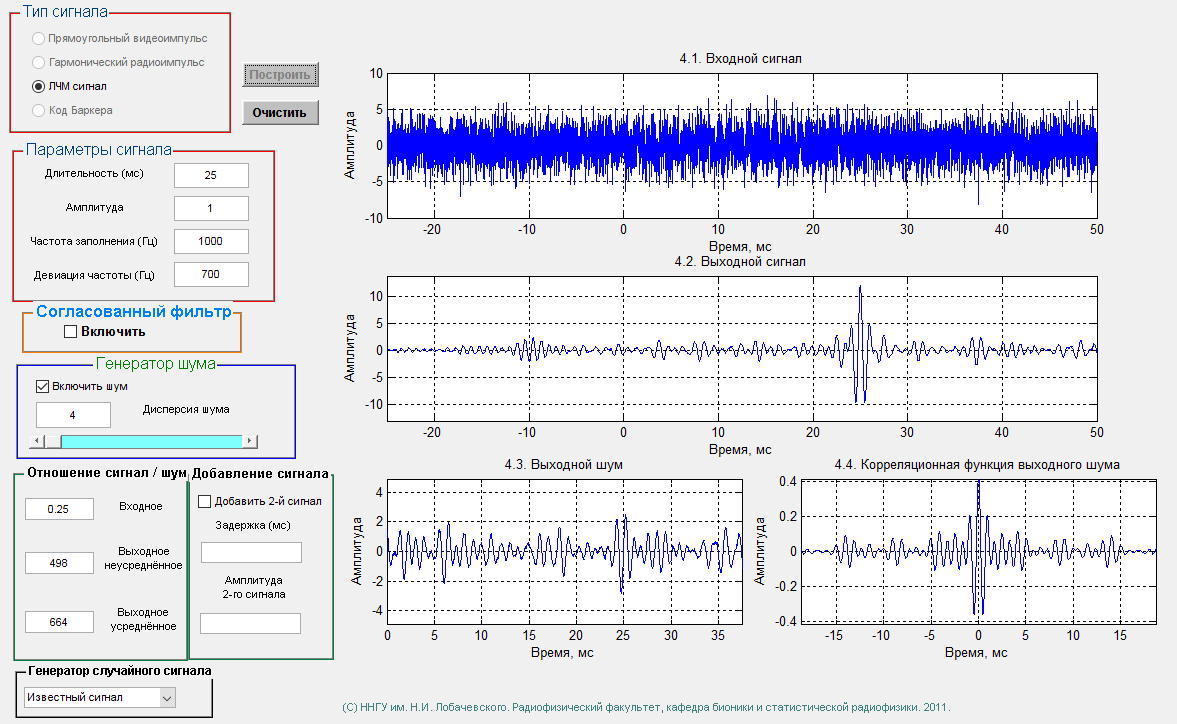 Тип сигнала
Прямоугольный видеоимпульс
Гармонический радиоимпульс
ЛЧМ сигнал
Код Баркера
Построить
Очистить
Параметры сигнала
Длительность (мс)
25
Амплитуда
1
Частота заполнения (Гц)
1000
Девиация частоты (Гц)
700
Согласованный фильтр
Включить
Генератор шума
Включить шум
4
Дисперсия шума
Отношение сигнал / шум
0.25
Входное
498
Выходное
неусреднённое
664
Выходное
усреднённое
Добавление сигнала
Добавить 2-й сигнал
Задержка (мс)
Амплитуда
2-го сигнала
Генератор случайного сигнала
Известный сигнал
4.1. Входной сигнал
Амплитуда
10
5
0
-5
-10
-20
-10
0
10
20
30
40
50
Время, мс
4.2. Выходной сигнал
Амплитуда
10
5
0
-5
-10
-20
-10
0
10
20
30
40
50
Время, мс
4.3. Выходной шум
Амплитуда
4
2
0
-2
-4
0
5
10
15
20
25
30
35
Время, мс
4.4. Корреляционная функция выходного шума
Амплитуда
0.4
0.2
0
-0.2
-0.4
-15
-10
-5
0
5
10
15
Время, мс
(С) ННГУ им. Н.И. Лобачевского. Радиофизический факультет, кафедра бионики и статистической радиофизики. 2011.